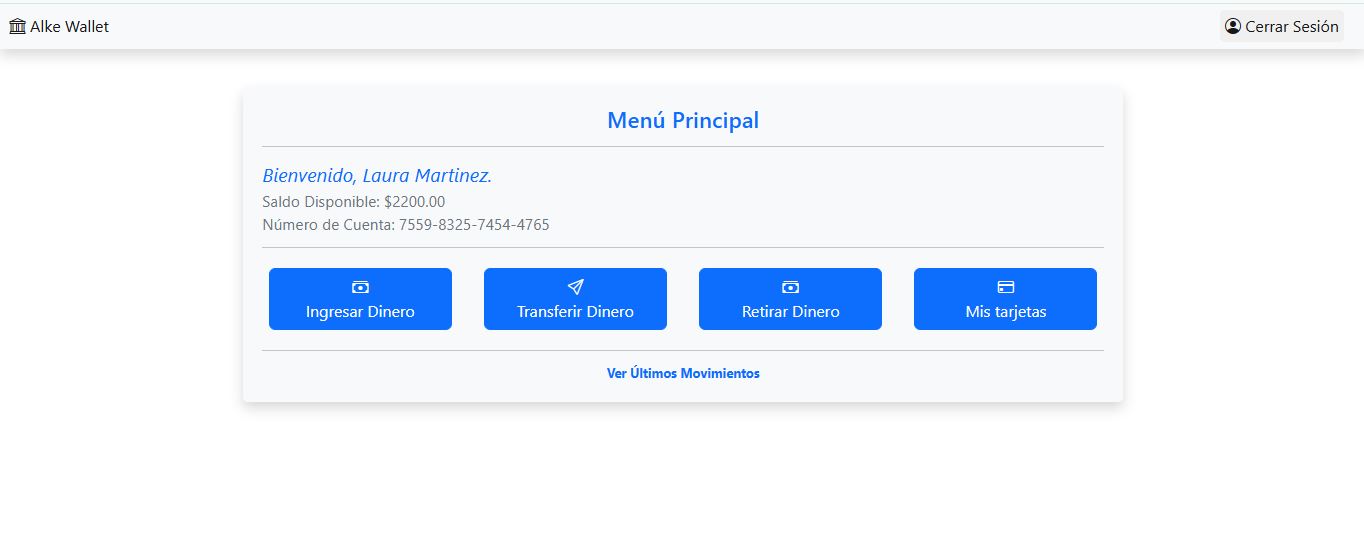 Alke Wallet
Cerrar Sesión
Menú Principal
Bienvenido, Laura Martinez.
Saldo Disponible: $2200.00
Número de Cuenta: 7559-8325-7454-4765
Ingresar Dinero
Transferir Dinero
Retirar Dinero
Mis tarjetas
Ver Últimos Movimientos